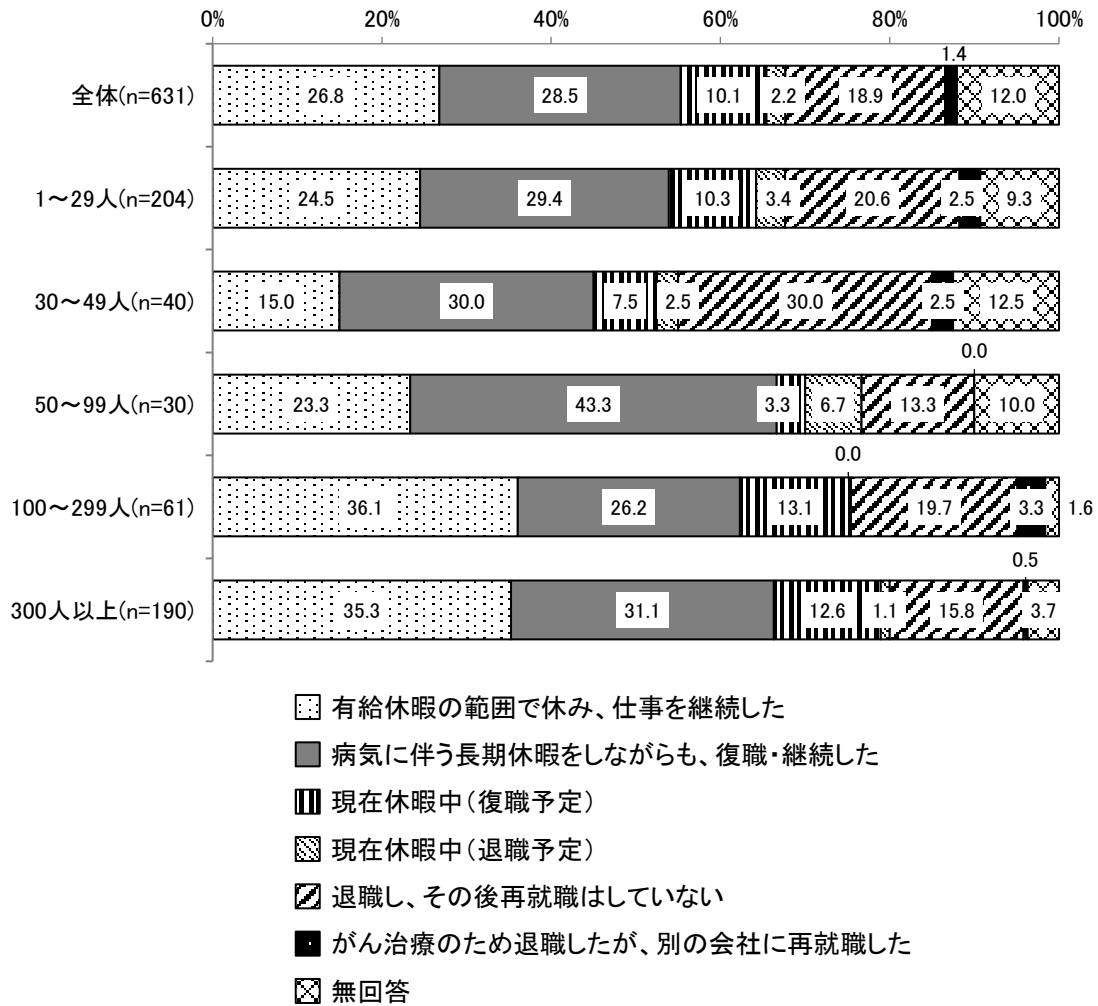 0% 20% 40% 60% 80% 100%
1.4
全体(n=631) 26.8 28.5 10.1 2.2 18.9 12.0
1～29人(n=204) 24.5 29.4 10.3 3.4 20.6 2.5 9.3
30～49人(n=40) 15.0 30.0 7.5 2.5 30.0 2.5 12.5
0.0
50～99人(n=30) 23.3 43.3 3.3 6.7 13.3 10.0
0.0
100～299人(n=61) 36.1 26.2 13.1 19.7 3.3 1.6
0.5
300人以上(n=190) 35.3 31.1 12.6 1.1 15.8 3.7
有給休暇の範囲で休み、仕事を継続した
病気に伴う長期休暇をしながらも、復職・継続した
現在休暇中(復職予定)
現在休暇中(退職予定)
退職し、その後再就職はしていない
がん治療のため退職したが、別の会社に再就職した
無回答